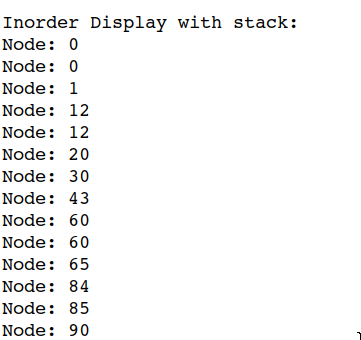 Inorder Display with stack:
Node: 0
Node: 0
Node: 1
Node: 12
Node: 12
Node: 20
Node: 30
Node: 43
Node: 60
Node: 60
Node: 65
Node: 84
Node: 85
Node: 90